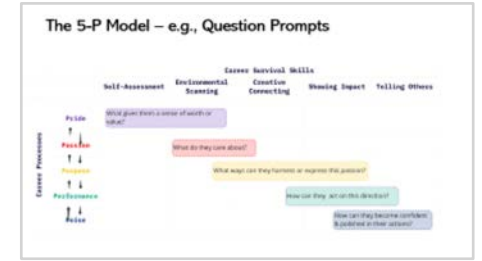 The 5-P Model – e.g., Question Prompts
Career Survival Skills
Self-Assessment
Environmental
Scanning
Creative
Connecting
Showing Impact
Telling Others
Career Processes
Pride
What gives them a sense of worth or
value?
Passion
What do they care about?
Purpose
What ways can they harness or express this passion?
Performance
How can they act on this direction?
Poise
How can they become confident
& polished in their actions?